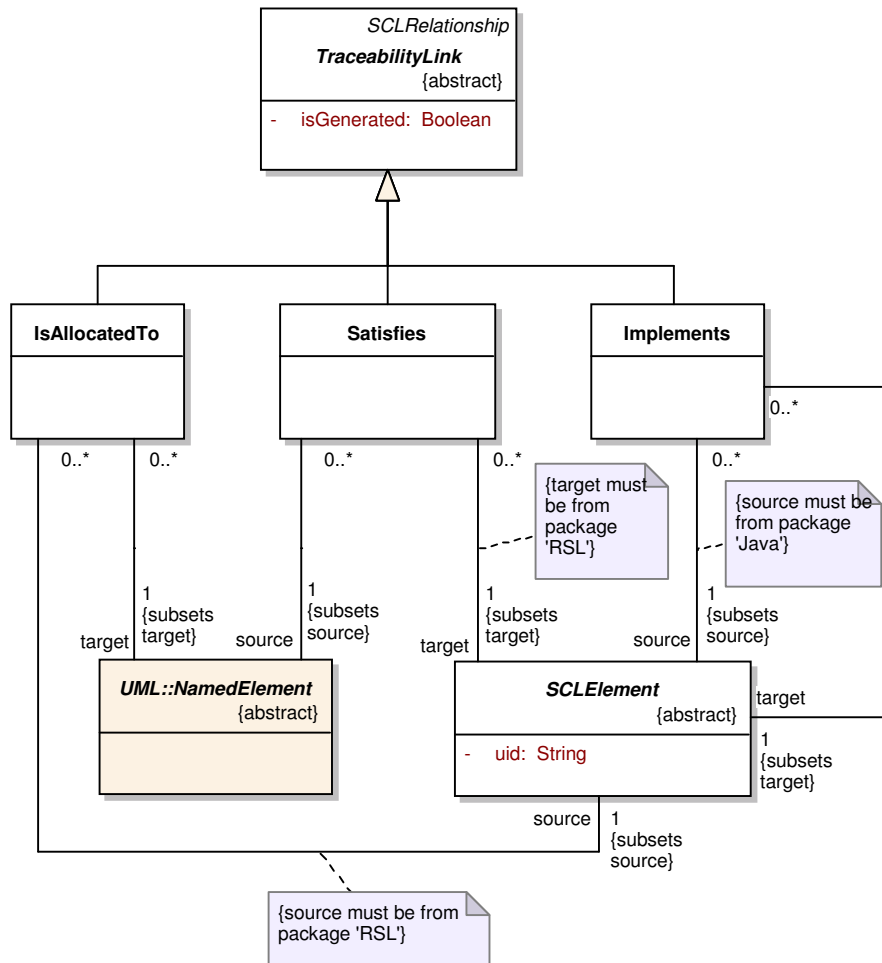 SCLRelationship
TraceabilityLink
{abstract}
- isGenerated: Boolean
IsAllocatedTo
Satisfies
Implements
0..*
0..*
0..*
0..*
0..*
0..*
{target must
be from
package
'RSL'}
{source must be
from package
'Java'}
1
{subsets
target}
target
1
{subsets
source}
source
1
{subsets
target}
target
1
{subsets
source}
source
UML::NamedElement
{abstract}
SCLElement
{abstract}
- uid: String
target
1
{subsets
target}
source
1
{subsets
source}
{source must be from
package 'RSL'}